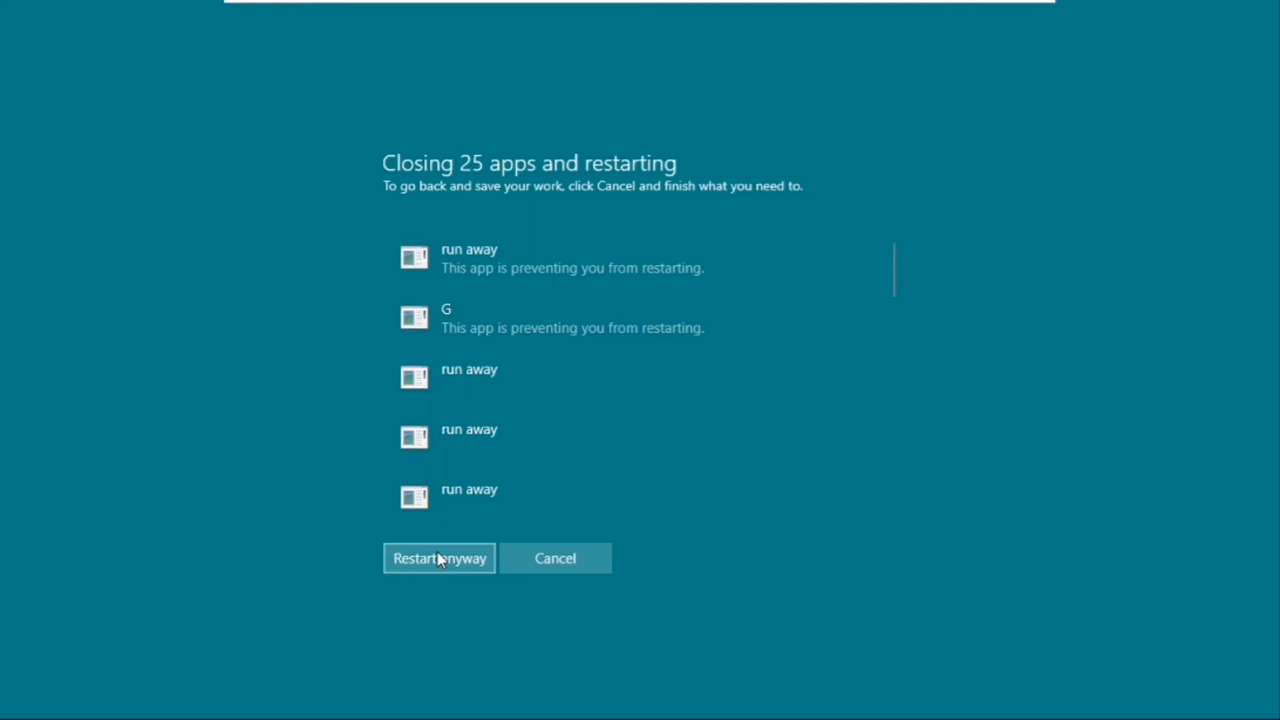 Closing 25 apps and restarting
To go back and save your work, click Cancel and finish what you need to.
run away
This app is preventing you from restarting.
G
This app is preventing you from restarting.
run away
run away
run away
Restart anyway
Cancel